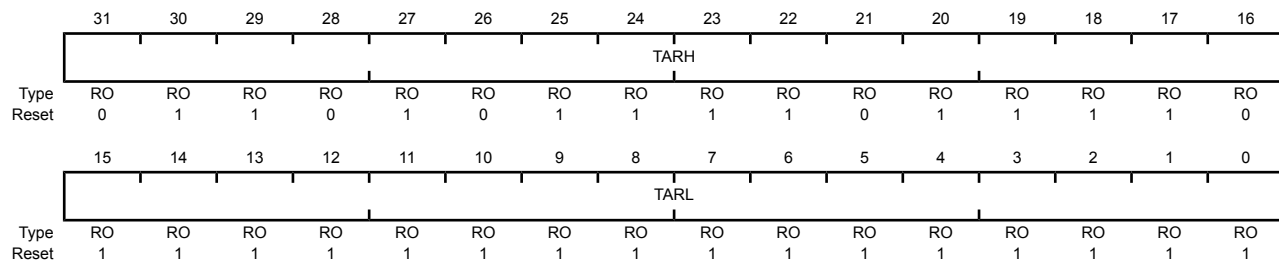 31 30 29 28 27 26 25 24 23 22 21 20 19 18 17 16
TARH
Type RO RO RO RO RO RO RO RO RO RO RO RO RO RO RO RO
Reset 0 1 1 0 1 0 1 1 1 1 0 1 1 1 1 0
15 14 13 12 11 10 9 8 7 6 5 4 3 2 1 0
TARL
Type RO RO RO RO RO RO RO RO RO RO RO RO RO RO RO RO
Reset 1 1 1 1 1 1 1 1 1 1 1 1 1 1 1 1